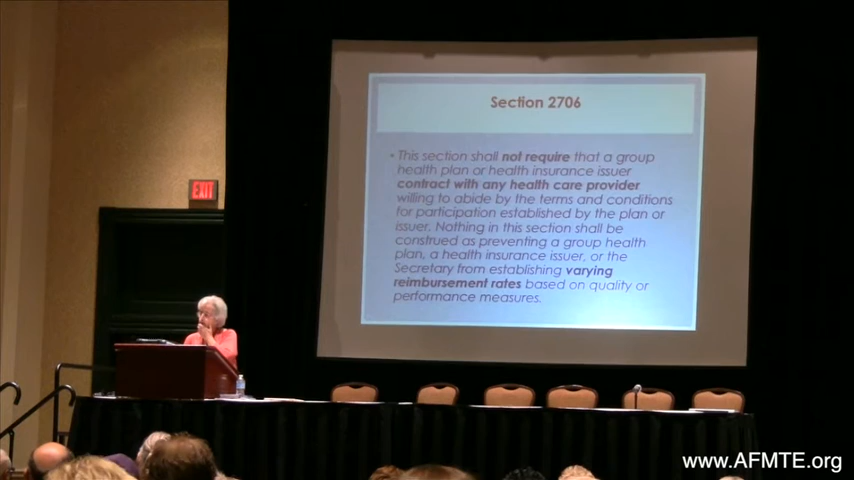 Section 2706
• This section shall not require that a group
health plan or health insurance issuer
contract with any health care provider
willing to abide by the terms and conditions
for participation established by the plan or
issuer. Nothing in this section shall be
construed as preventing a group health
plan, a health insurance issuer, or the
Secretary from establishing varying
reimbursement rates based on quality or
performance measures.
EXIT
www.AFMTE.org